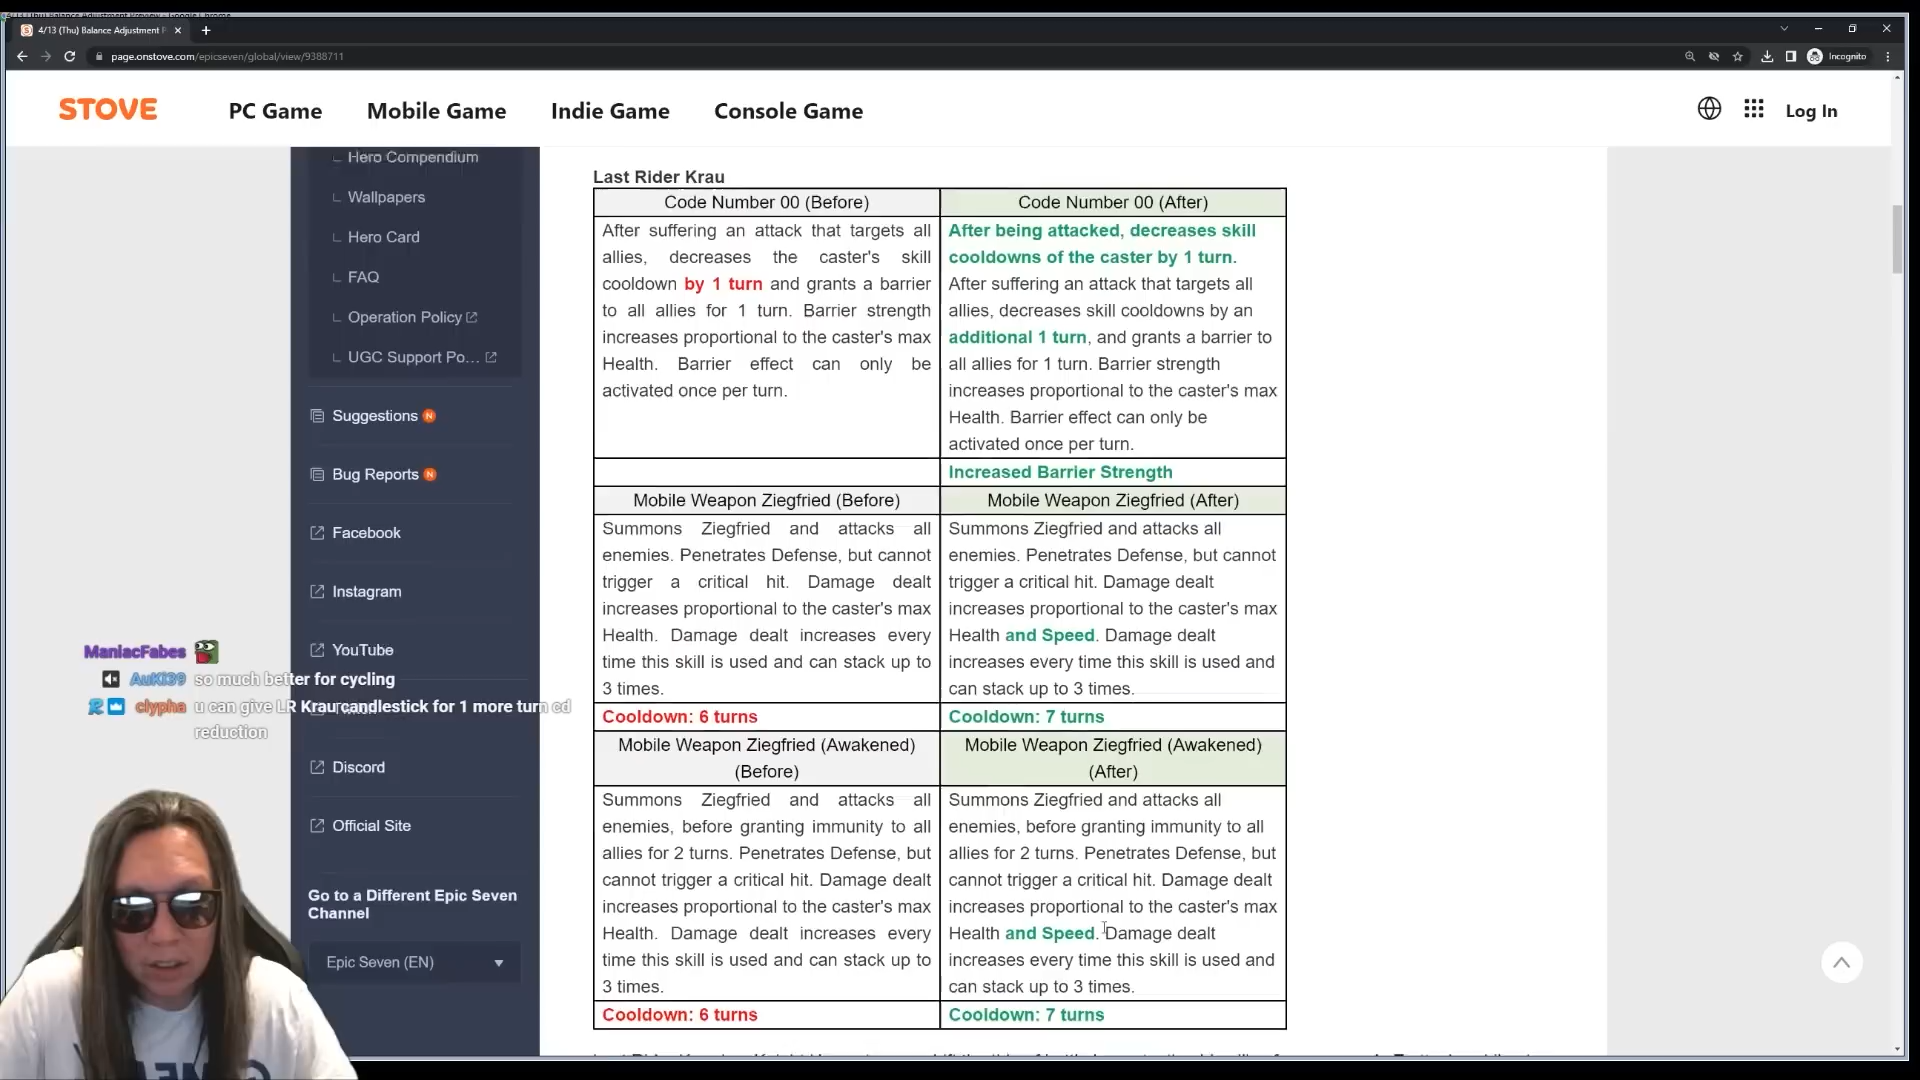 4/13 (Thu) Balance Adjustment Preview - Google Chrome
4/13 (Thu) Balance Adjustment P
page.onstove.com/epicseven/global/view/9388711
Incognito
STOVE
PC Game
Mobile Game
Indie Game
Console Game
Log In
Hero Compendium
Wallpapers
Hero Card
FAQ
Operation Policy
UGC Support Po...
Suggestions N
Bug Reports N
Facebook
Instagram
YouTube
Discord
Official Site
Go to a Different Epic Seven
Channel
Epic Seven (EN)
ManiacFabes
AuKi39 so much better for cycling
clypha u can give LR Krau candlestick for 1 more turn cd
reduction
Last Rider Krau
Code Number 00 (Before)
After suffering an attack that targets all
allies, decreases the caster's skill
cooldown by 1 turn and grants a barrier
to all allies for 1 turn. Barrier strength
increases proportional to the caster's max
Health. Barrier effect can only be
activated once per turn.
Code Number 00 (After)
After being attacked, decreases skill
cooldowns of the caster by 1 turn.
After suffering an attack that targets all
allies, decreases skill cooldowns by an
additional 1 turn, and grants a barrier to
all allies for 1 turn. Barrier strength
increases proportional to the caster's max
Health. Barrier effect can only be
activated once per turn.
Increased Barrier Strength
Mobile Weapon Ziegfried (Before)
Summons Ziegfried and attacks all
enemies. Penetrates Defense, but cannot
trigger a critical hit. Damage dealt
increases proportional to the caster's max
Health. Damage dealt increases every
time this skill is used and can stack up to
3 times.
Cooldown: 6 turns
Mobile Weapon Ziegfried (After)
Summons Ziegfried and attacks all
enemies. Penetrates Defense, but cannot
trigger a critical hit. Damage dealt
increases proportional to the caster's max
Health and Speed. Damage dealt
increases every time this skill is used and
can stack up to 3 times.
Cooldown: 7 turns
Mobile Weapon Ziegfried (Awakened)
(Before)
Summons Ziegfried and attacks all
enemies, before granting immunity to all
allies for 2 turns. Penetrates Defense, but
cannot trigger a critical hit. Damage dealt
increases proportional to the caster's max
Health. Damage dealt increases every
time this skill is used and can stack up to
3 times.
Cooldown: 6 turns
Mobile Weapon Ziegfried (Awakened)
(After)
Summons Ziegfried and attacks all
enemies, before granting immunity to all
allies for 2 turns. Penetrates Defense, but
cannot trigger a critical hit. Damage dealt
increases proportional to the caster's max
Health and Speed. Damage dealt
increases every time this skill is used and
can stack up to 3 times.
Cooldown: 7 turns